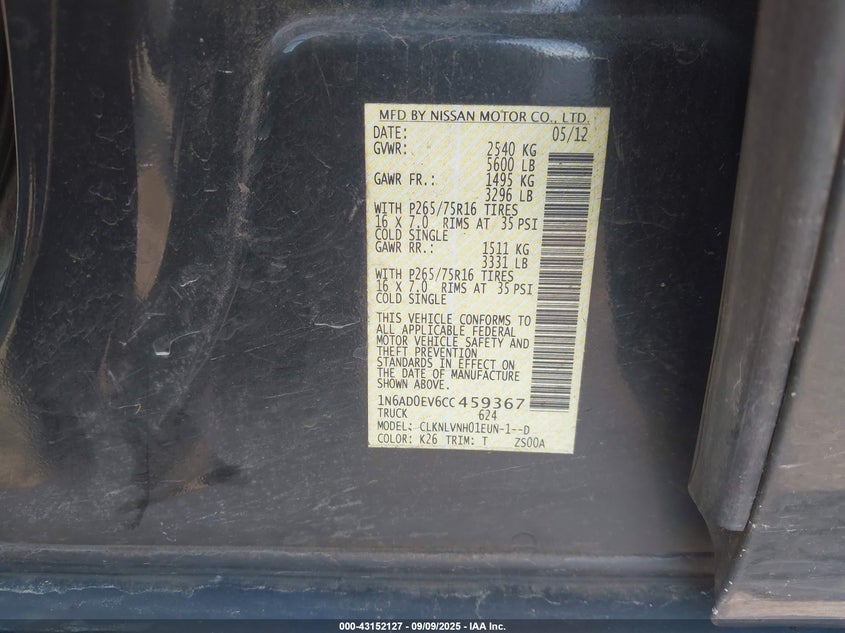 MFD BY NISSAN MOTOR CO., LTD.
DATE: 05/12
GVWR: 2540 KG
5600 LB
GAWR FR.: 1495 KG
3296 LB
WITH P265/75R16 TIRES
16 X 7.0 RIMS AT 35 PSI
COLD SINGLE
GAWR RR.: 1511 KG
3331 LB
WITH P265/75R16 TIRES
16 X 7.0 RIMS AT 35 PSI
COLD SINGLE
THIS VEHICLE CONFORMS TO
ALL APPLICABLE FEDERAL
MOTOR VEHICLE SAFETY AND
THEFT PREVENTION
STANDARDS IN EFFECT ON
THE DATE OF MANUFACTURE
SHOWN ABOVE.
1N6AD0EV6CC459367
TRUCK 624
MODEL: CLKNLVNH01EUN-1--D
COLOR: K26 TRIM: T ZS00A
000-43152127 - 09/09/2025 - IAA Inc.